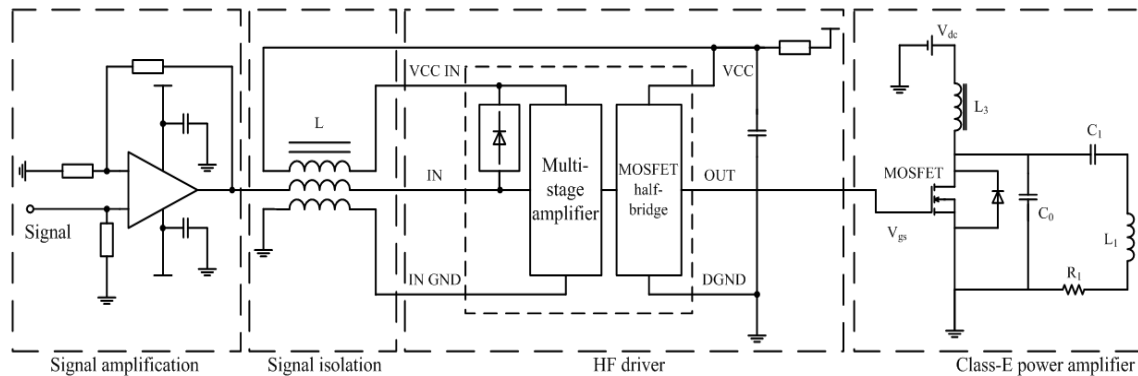 Signal
L
VCC IN
IN
IN GND
Multi-
stage
amplifier
MOSFET
half-
bridge
VCC
OUT
DGND
Vdc
L3
C1
MOSFET
C0
L1
Vgs
R1
Signal amplification
Signal isolation
HF driver
Class-E power amplifier